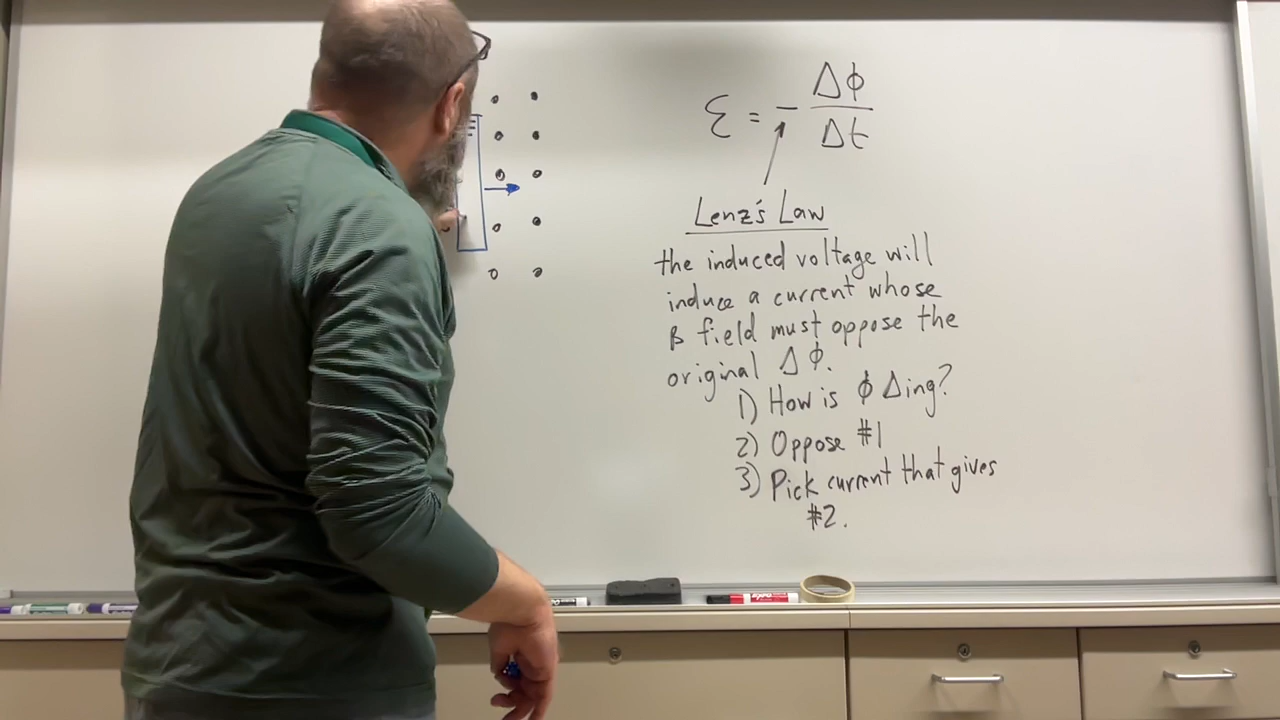 ε = - Δφ
Δt
Lenz's Law
the induced voltage will
induce a current whose
B field must oppose the
original Δφ.
1) How is φ Δing?
2) Oppose #1
3) Pick current that gives
#2.